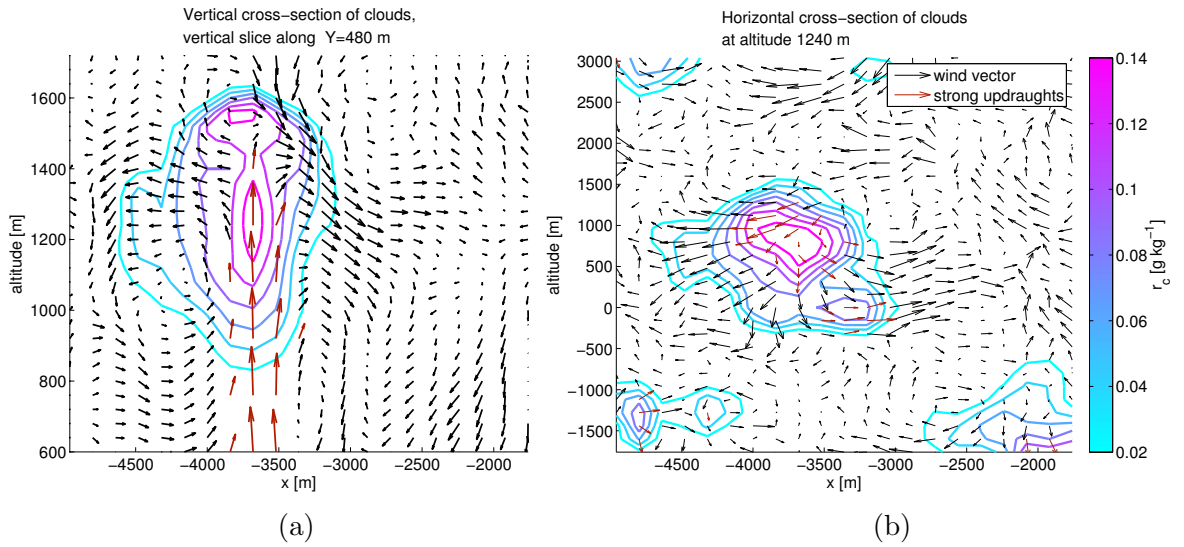 Vertical cross−section of clouds,
vertical slice along Y=480 m
1600
1400
1200
1000
800
600
altitude [m]
−4500
−4000
−3500
−3000
−2500
−2000
x [m]
(a)
Horizontal cross−section of clouds
at altitude 1240 m
wind vector
strong updraughts
3000
2500
2000
1500
1000
500
0
−500
−1000
−1500
altitude [m]
−4500
−4000
−3500
−3000
−2500
−2000
x [m]
(b)
0.14
0.11
0.08
0.06
0.04
0.02
r_c [g kg⁻¹]